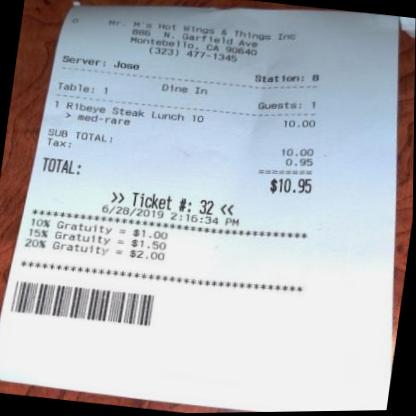 Mr. M's Hot Wings & Things Inc
886 N. Garfield Ave
Montebello, CA 90640
(323) 477-1345
Server: Jose
Station: 8
Table: 1 Dine In Guests: 1
1 Ribeye Steak Lunch 10 10.00
> med-rare
SUB TOTAL: 10.00
Tax: 0.95
========
TOTAL: $10.95
>> Ticket #: 32 <<
6/28/2019 2:16:34 PM
****************************************
10% Gratuity = $1.00
15% Gratuity = $1.50
20% Gratuity = $2.00
****************************************